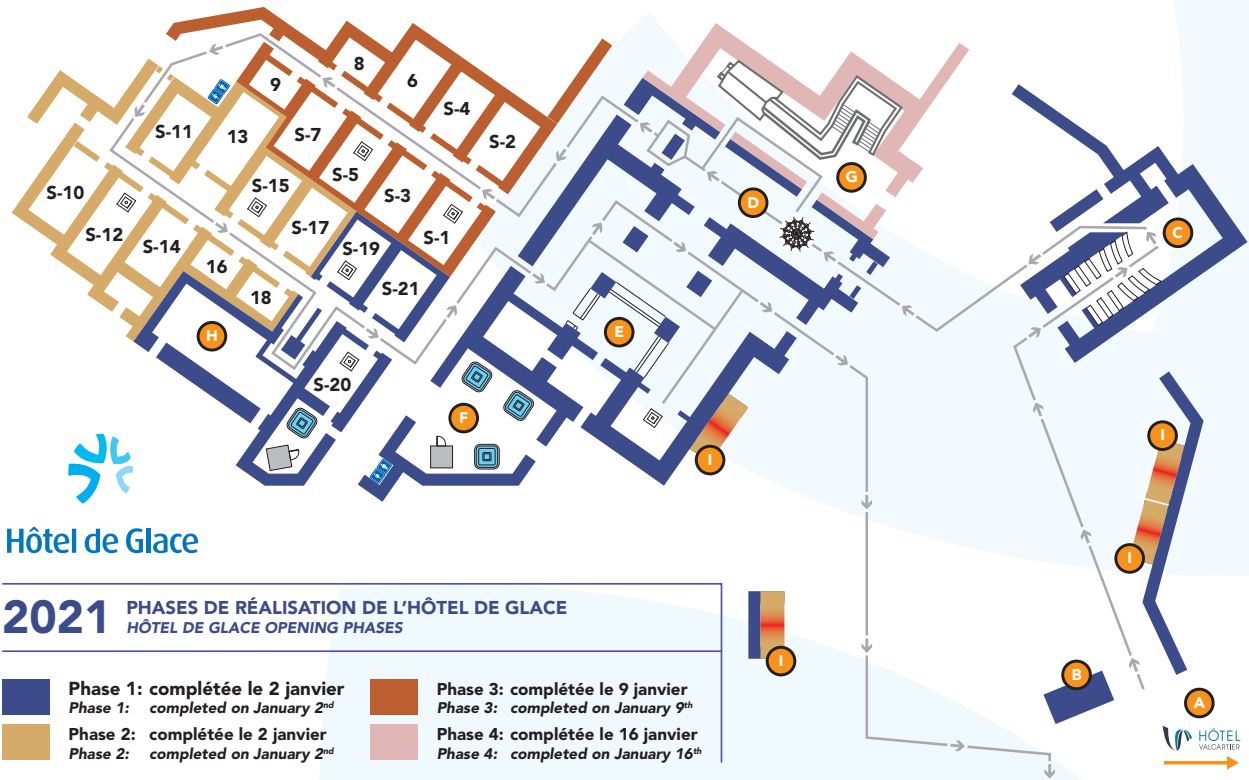 8
9
6
S-4
S-2
S-11
13
S-7
S-5
S-3
S-1
S-10
S-12
S-14
S-15
S-17
16
18
S-19
S-21
S-20
A
B
C
D
E
F
G
H
I
I
I
I
Hôtel de Glace
2021
PHASES DE RÉALISATION DE L'HÔTEL DE GLACE
HÔTEL DE GLACE OPENING PHASES
Phase 1: complétée le 2 janvier
Phase 1: completed on January 2nd
Phase 2: complétée le 2 janvier
Phase 2: completed on January 2nd
Phase 3: complétée le 9 janvier
Phase 3: completed on January 9th
Phase 4: complétée le 16 janvier
Phase 4: completed on January 16th
HÔTEL
VALCARTIER